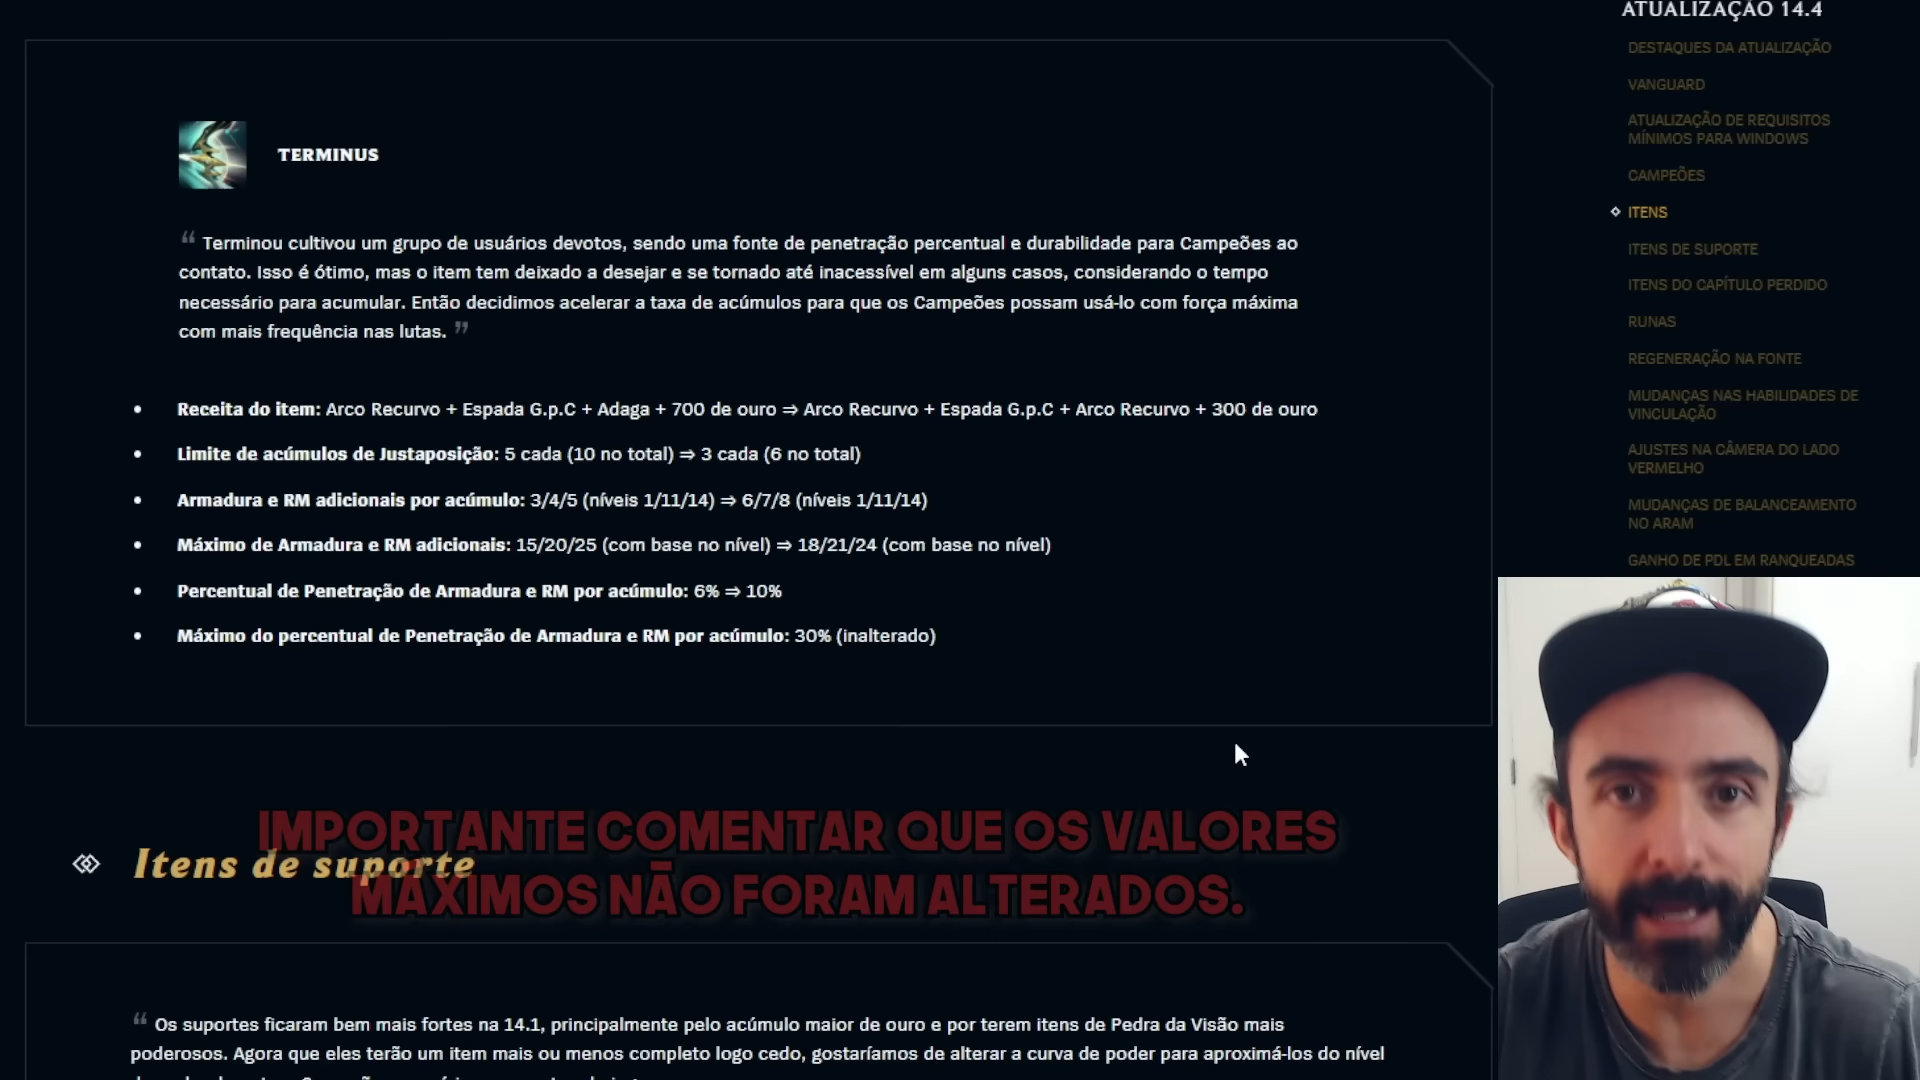 ATUALIZAÇÃO 14.4
DESTAQUES DA ATUALIZAÇÃO
VANGUARD
ATUALIZAÇÃO DE REQUISITOS
MÍNIMOS PARA WINDOWS
CAMPEÕES
ITENS
ITENS DE SUPORTE
ITENS DO CAPÍTULO PERDIDO
RUNAS
REGENERAÇÃO NA FONTE
MUDANÇAS NAS HABILIDADES DE
VINCULAÇÃO
AJUSTES NA CÂMERA DO LADO
VERMELHO
MUDANÇAS DE BALANCEAMENTO
NO ARAM
GANHO DE PDL EM RANQUEADAS
TERMINUS
“ Terminou cultivou um grupo de usuários devotos, sendo uma fonte de penetração percentual e durabilidade para Campeões ao
contato. Isso é ótimo, mas o item tem deixado a desejar e se tornado até inacessível em alguns casos, considerando o tempo
necessário para acumular. Então decidimos acelerar a taxa de acúmulos para que os Campeões possam usá-lo com força máxima
com mais frequência nas lutas. ”
• Receita do item: Arco Recurvo + Espada G.p.C + Adaga + 700 de ouro ⇒ Arco Recurvo + Espada G.p.C + Arco Recurvo + 300 de ouro
• Limite de acúmulos de Justaposição: 5 cada (10 no total) ⇒ 3 cada (6 no total)
• Armadura e RM adicionais por acúmulo: 3/4/5 (níveis 1/11/14) ⇒ 6/7/8 (níveis 1/11/14)
• Máximo de Armadura e RM adicionais: 15/20/25 (com base no nível) ⇒ 18/21/24 (com base no nível)
• Percentual de Penetração de Armadura e RM por acúmulo: 6% ⇒ 10%
• Máximo do percentual de Penetração de Armadura e RM por acúmulo: 30% (inalterado)
IMPORTANTE COMENTAR QUE OS VALORES
MÁXIMOS NÃO FORAM ALTERADOS.
Itens de suporte
“ Os suportes ficaram bem mais fortes na 14.1, principalmente pelo acúmulo maior de ouro e por terem itens de Pedra da Visão mais
poderosos. Agora que eles terão um item mais ou menos completo logo cedo, gostaríamos de alterar a curva de poder para aproximá-los do nível